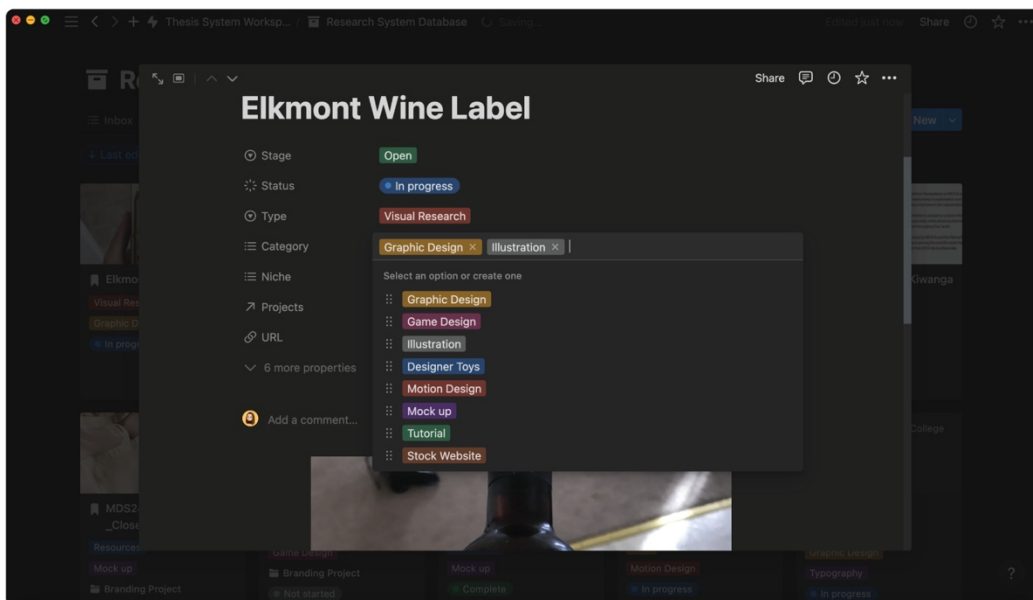 Thesis System Worksp... / Research System Database Saving... Edited just now Share
Share
Elkmont Wine Label
Inbox
New
Last ed
Stage Open
Status In progress
Type Visual Research
Category Graphic Design × Illustration ×
Select an option or create one
Niche
Projects
URL
6 more properties
Add a comment...
Graphic Design
Game Design
Illustration
Designer Toys
Motion Design
Mock up
Tutorial
Stock Website
Elkmo
Visual Res
Graphic D
In progr
Kiwanga
College
MDS2
_Close
Resources
Mock up
Branding Project
Game Design
Branding Project
Not started
Mock up
Complete
Motion Design
In progress
Graphic Design
Typography
In progress
?